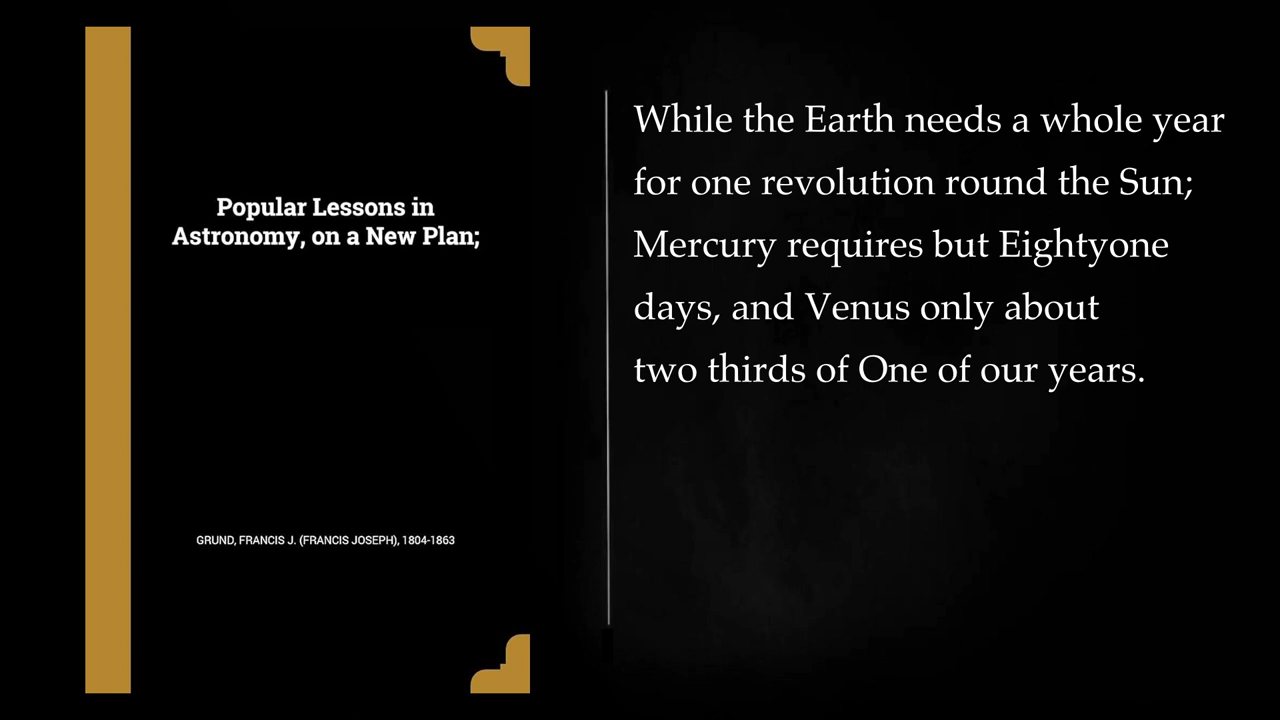 Popular Lessons in
Astronomy, on a New Plan;
GRUND, FRANCIS J. (FRANCIS JOSEPH), 1804-1863
While the Earth needs a whole year
for one revolution round the Sun;
Mercury requires but Eightyone
days, and Venus only about
two thirds of One of our years.